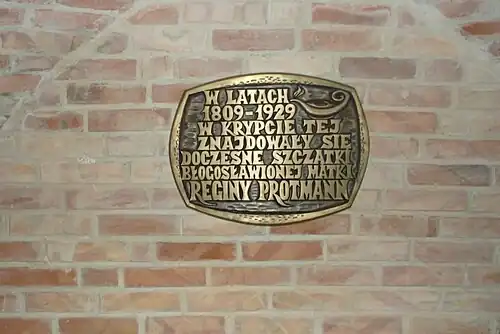 W LATACH
1809-1929
W KRYPCIE TEJ
ZNAJDOWAŁY SIĘ
DOCZESNE SZCZĄTKI
BŁOGOSŁAWIONEJ MATKI
REGINY PROTMANN